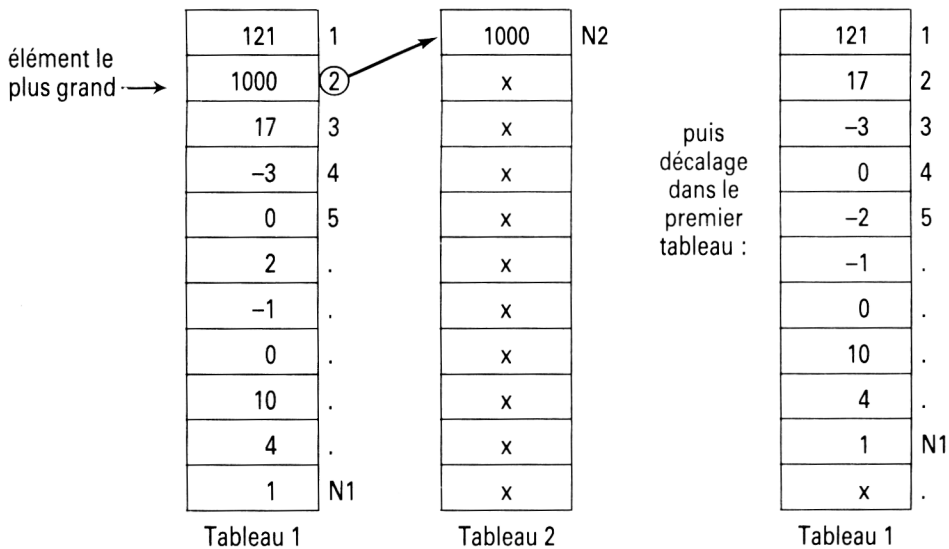 121 1 1000 N2 121 1
élément le
plus grand 1000 2 x 17 2
17 3 x puis –3 3
–3 4 x décalage 0 4
dans le
0 5 x premier –2 5
tableau :
2 . x –1 .
–1 . x 0 .
0 . x 10 .
10 . x 4 .
4 . x 1 N1
1 N1 x x .
Tableau 1 Tableau 2 Tableau 1